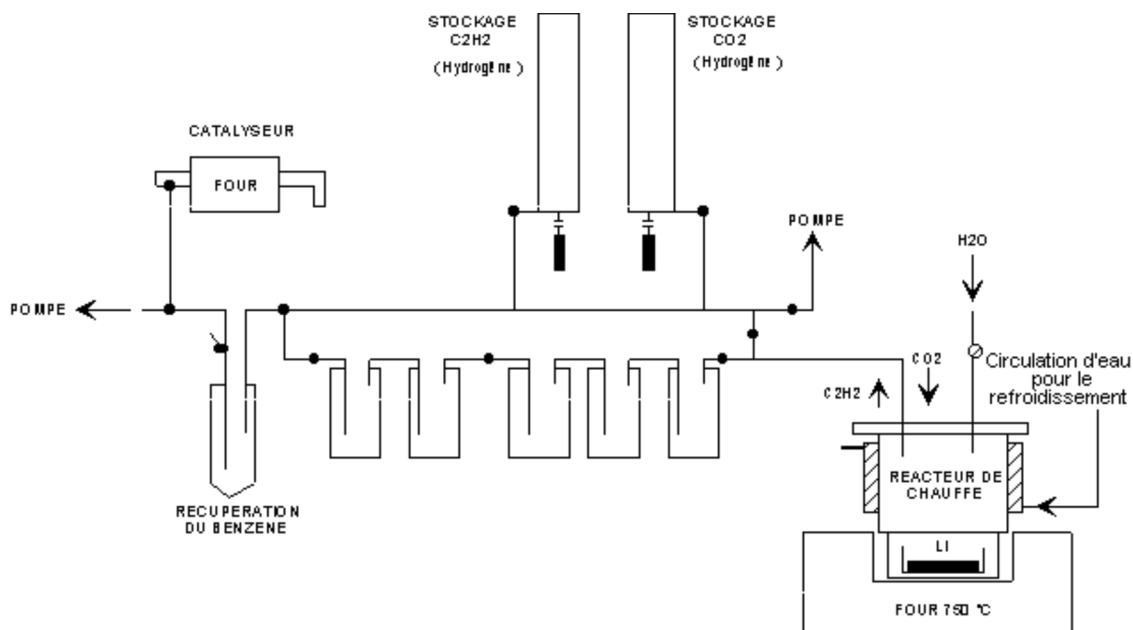 STOCKAGE
C2H2
(Hydrogène)
STOCKAGE
CO2
(Hydrogène)
CATALYSEUR
FOUR
POMPE
H2O
POMPE
CO2
C2H2
Circulation d'eau
pour le
refroidissement
REACTEUR DE
CHAUFFE
RECUPERATION
DU BENZENE
LI
FOUR 750 °C